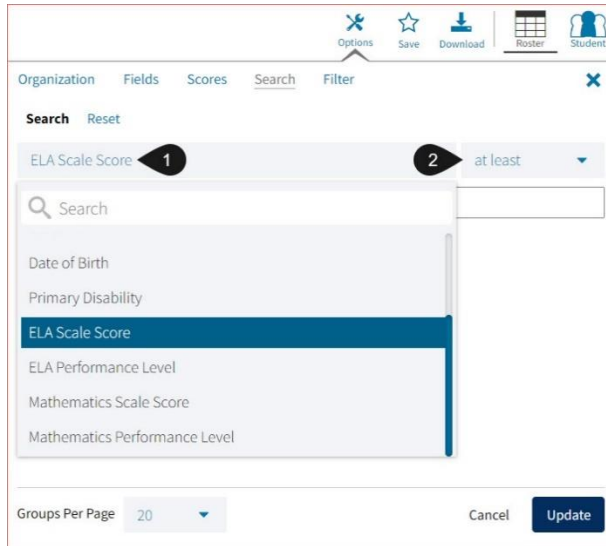 Options Save Download Roster Student
Organization Fields Scores Search Filter
Search Reset
ELA Scale Score 1 2 at least
Search
Date of Birth
Primary Disability
ELA Scale Score
ELA Performance Level
Mathematics Scale Score
Mathematics Performance Level
Groups Per Page 20 Cancel Update